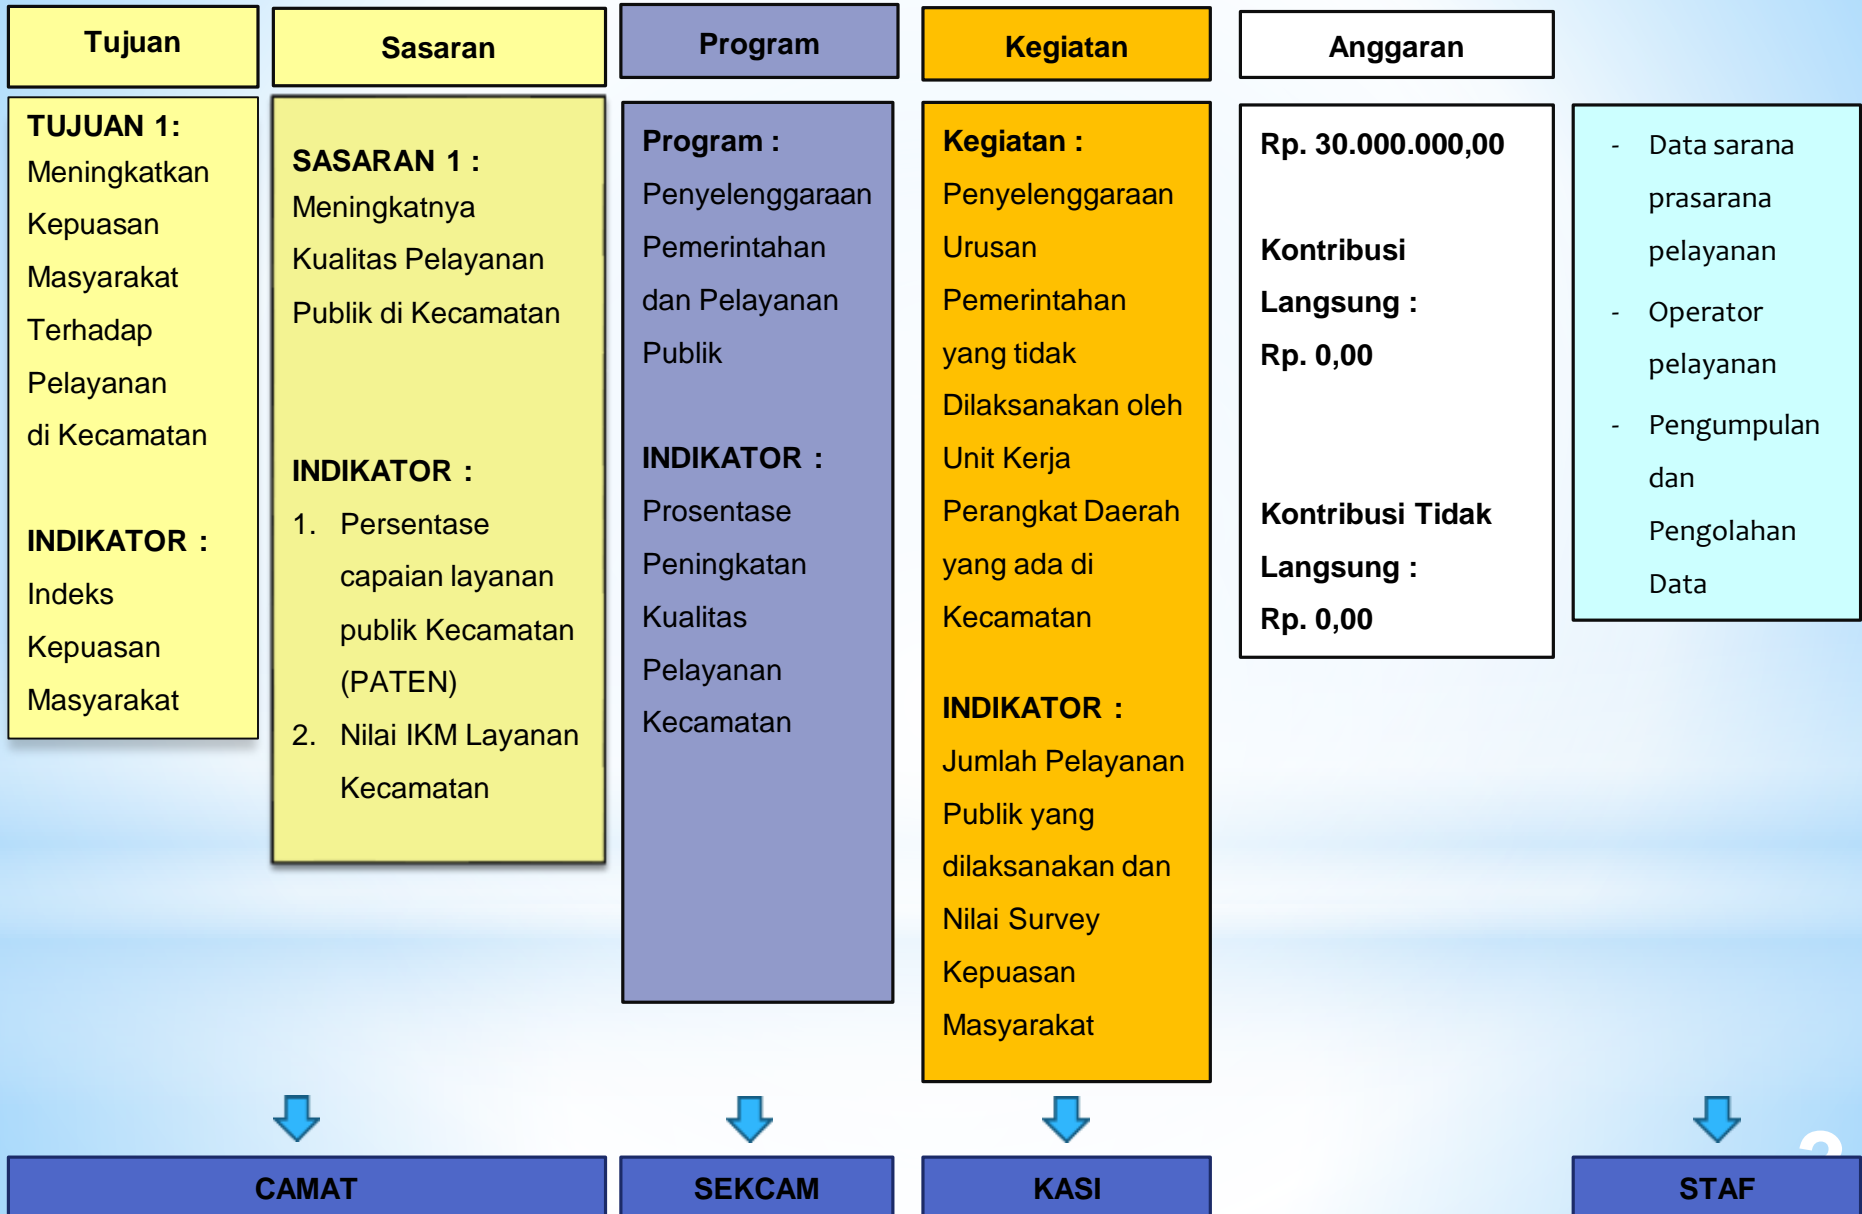 Tujuan
Sasaran
Program
Kegiatan
Anggaran
TUJUAN 1:
Meningkatkan
Kepuasan
Masyarakat
Terhadap
Pelayanan
di Kecamatan
INDIKATOR :
Indeks
Kepuasan
Masyarakat
SASARAN 1 :
Meningkatnya
Kualitas Pelayanan
Publik di Kecamatan
INDIKATOR :
1. Persentase
capaian layanan
publik Kecamatan
(PATEN)
2. Nilai IKM Layanan
Kecamatan
Program :
Penyelenggaraan
Pemerintahan
dan Pelayanan
Publik
INDIKATOR :
Prosentase
Peningkatan
Kualitas
Pelayanan
Kecamatan
Kegiatan :
Penyelenggaraan
Urusan
Pemerintahan
yang tidak
Dilaksanakan oleh
Unit Kerja
Perangkat Daerah
yang ada di
Kecamatan
INDIKATOR :
Jumlah Pelayanan
Publik yang
dilaksanakan dan
Nilai Survey
Kepuasan
Masyarakat
Rp. 30.000.000,00
Kontribusi
Langsung :
Rp. 0,00
Kontribusi Tidak
Langsung :
Rp. 0,00
- Data sarana
prasarana
pelayanan
- Operator
pelayanan
- Pengumpulan
dan
Pengolahan
Data
CAMAT
SEKCAM
KASI
STAF